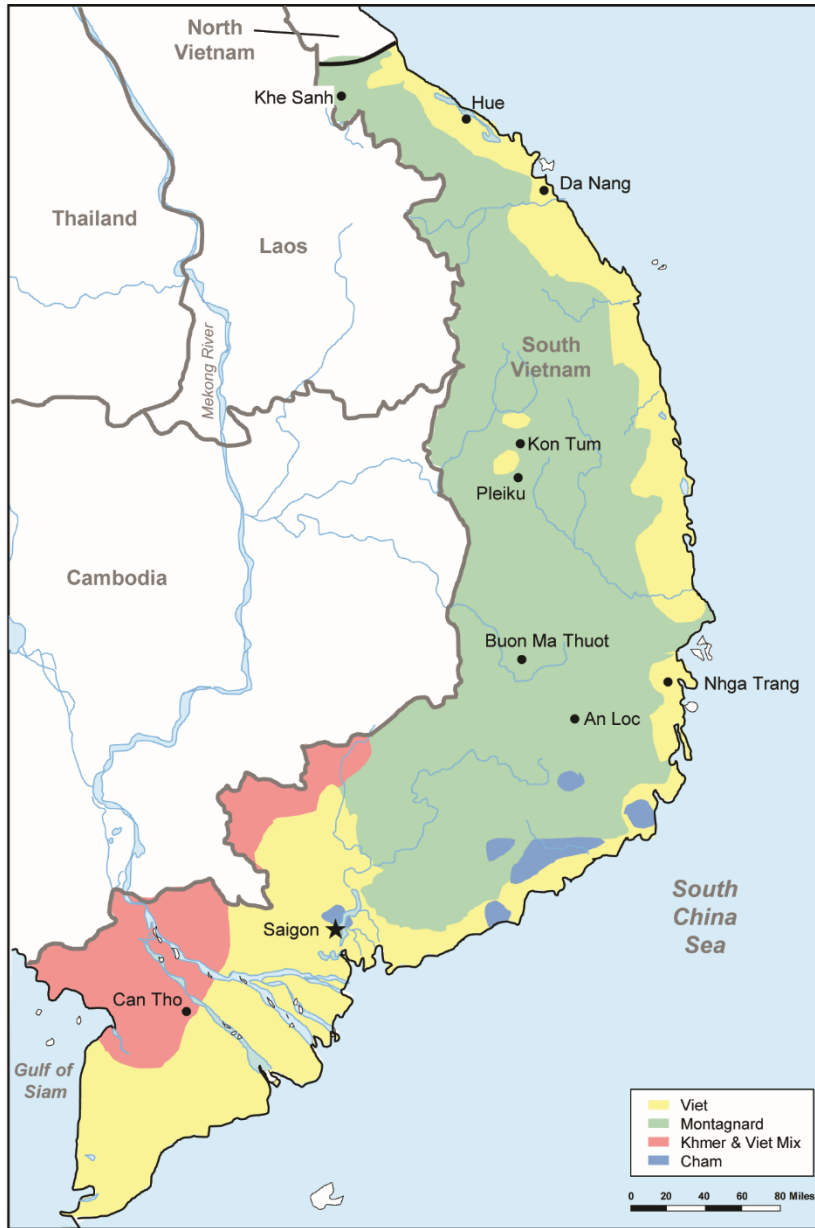 North
Vietnam
Khe Sanh
Hue
Da Nang
Thailand
Laos
Mekong River
South
Vietnam
Kon Tum
Pleiku
Cambodia
Buon Ma Thuot
Nhga Trang
An Loc
South
China
Sea
Saigon
Can Tho
Gulf of
Siam
Viet
Montagnard
Khmer & Viet Mix
Cham
0 20 40 60 80 Miles